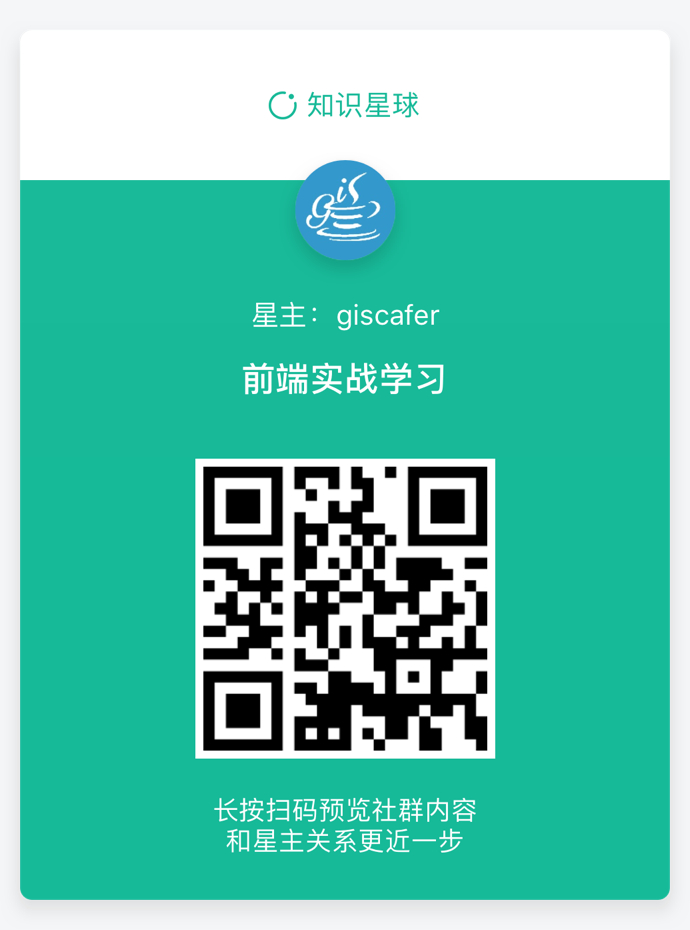 知识星球
gis
星主：giscafer
前端实战学习
长按扫码预览社群内容
和星主关系更近一步